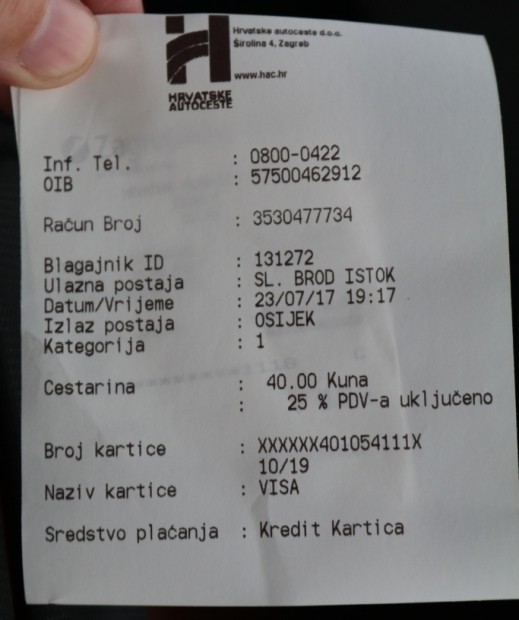 Hrvatske autoceste d.o.o.
Širolina 4, Zagreb
www.hac.hr
HRVATSKE
AUTOCESTE
Inf. Tel. : 0800-0422
OIB : 57500462912
Račun Broj : 3530477734
Blagajnik ID : 131272
Ulazna postaja : SL. BROD ISTOK
Datum/Vrijeme : 23/07/17 19:17
Izlaz postaja : OSIJEK
Kategorija : 1
Cestarina : 40.00 Kuna
: 25 % PDV-a uključeno
Broj kartice : XXXXXX401054111X
10/19
Naziv kartice : VISA
Sredstvo plaćanja : Kredit Kartica